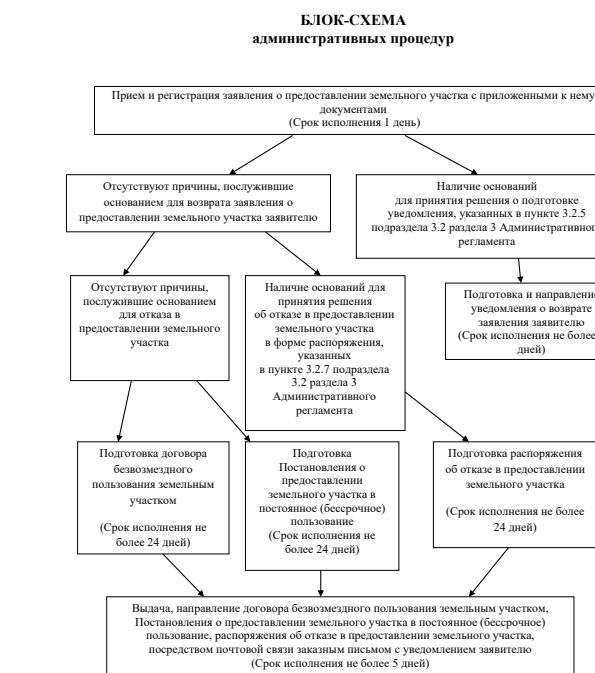 БЛОК-СХЕМА
административных процедур
Прием и регистрация заявления о предоставлении земельного участка с приложенными к нему
документами
(Срок исполнения 1 день)
Отсутствуют причины, послужившие
основанием для возврата заявления о
предоставлении земельного участка заявителю
Наличие оснований
для принятия решения о подготовке
уведомления, указанных в пункте 3.2.5
подраздела 3.2 раздела 3
регламента
Отсутствуют причины,
послужившие основанием
для отказа в
предоставлении земельного
участка
Наличие оснований для
принятия решения
об отказе в предоставлении
земельного участка
в форме распоряжения,
указанных
в пункте 3.2.7 подраздела
3.2 раздела 3
Административного
регламента
Подготовка и
уведомления о возврате
заявления заявителю
(Срок исполнения не более
дней)
Подготовка договора
безвозмездного
пользования земельным
участком
(Срок исполнения не
более 24 дней)
Подготовка
Постановления о
предоставлении
земельного участка в
постоянное (бессрочное)
пользование
(Срок исполнения не
более 24 дней)
Подготовка распоряжения
об отказе в предоставлении
земельного участка
(Срок исполнения не более
24 дней)
Выдача, направление договора безвозмездного пользования земельным участком,
Постановления о предоставлении земельного участка в постоянное (бессрочное)
пользование, распоряжения об отказе в предоставлении земельного участка,
посредством почтовой связи заказным письмом с уведомлением заявителю
(Срок исполнения не более 5 дней)